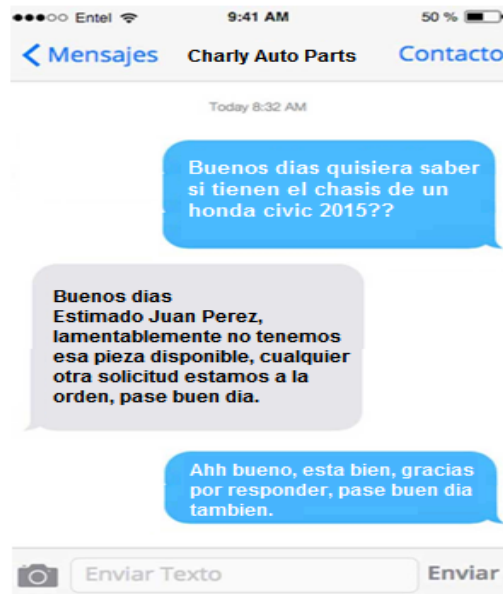 Entel 9:41 AM 50 %
Mensajes Charly Auto Parts Contacto
Today 8:32 AM
Buenos dias quisiera saber
si tienen el chasis de un
honda civic 2015??
Buenos dias
Estimado Juan Perez,
lamentablemente no tenemos
esa pieza disponible, cualquier
otra solicitud estamos a la
orden, pase buen dia.
Ahh bueno, esta bien, gracias
por responder, pase buen dia
tambien.
Enviar Texto Enviar